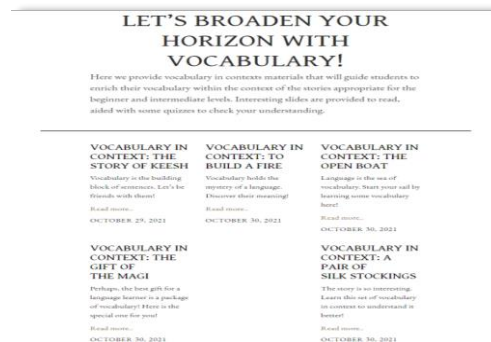 LET'S BROADEN YOUR
HORIZON WITH
VOCABULARY!
Here we provide vocabulary in contexts materials that will guide students to
enrich their vocabulary within the context of the stories appropriate for the
beginner and intermediate levels. Interesting slides are provided to read,
aided with some quizzes to check your understanding.
VOCABULARY IN
CONTEXT: THE
STORY OF KEESH
Vocabulary is the building
block of sentences. Let's be
friends with them!
Read more..
OCTOBER 29, 2021
VOCABULARY IN
CONTEXT: TO
BUILD A FIRE
Vocabulary holds the
mystery of a language.
Discover their meaning!
Read more..
OCTOBER 30, 2021
VOCABULARY IN
CONTEXT: THE
OPEN BOAT
Language is the sea of
vocabulary. Start your sail by
learning some vocabulary
here!
Read more..
OCTOBER 30, 2021
VOCABULARY IN
CONTEXT: THE
GIFT OF
THE MAGI
Perhaps, the best gift for a
language learner is a package
of vocabulary! Here is the
special one for you!
Read more..
OCTOBER 30, 2021
VOCABULARY IN
CONTEXT: A
PAIR OF
SILK STOCKINGS
The story is so interesting.
Learn this set of vocabulary
in context to understand it
better!
Read more..
OCTOBER 30, 2021